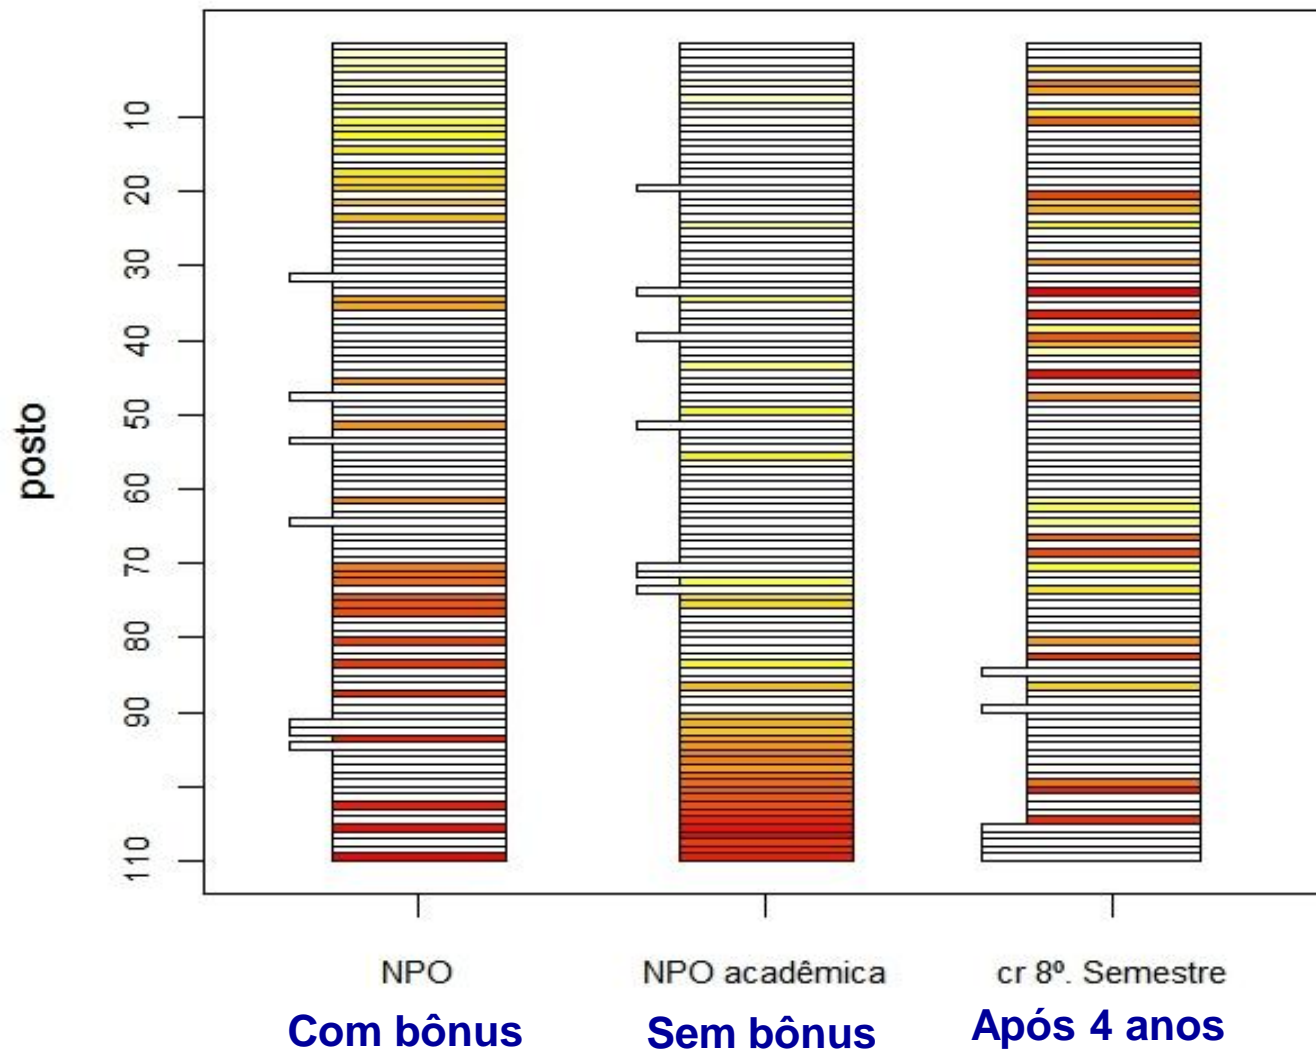 posto
10
20
30
40
50
60
70
80
90
110
NPO
NPO acadêmica
cr 8º. Semestre
Com bônus
Sem bônus
Após 4 anos